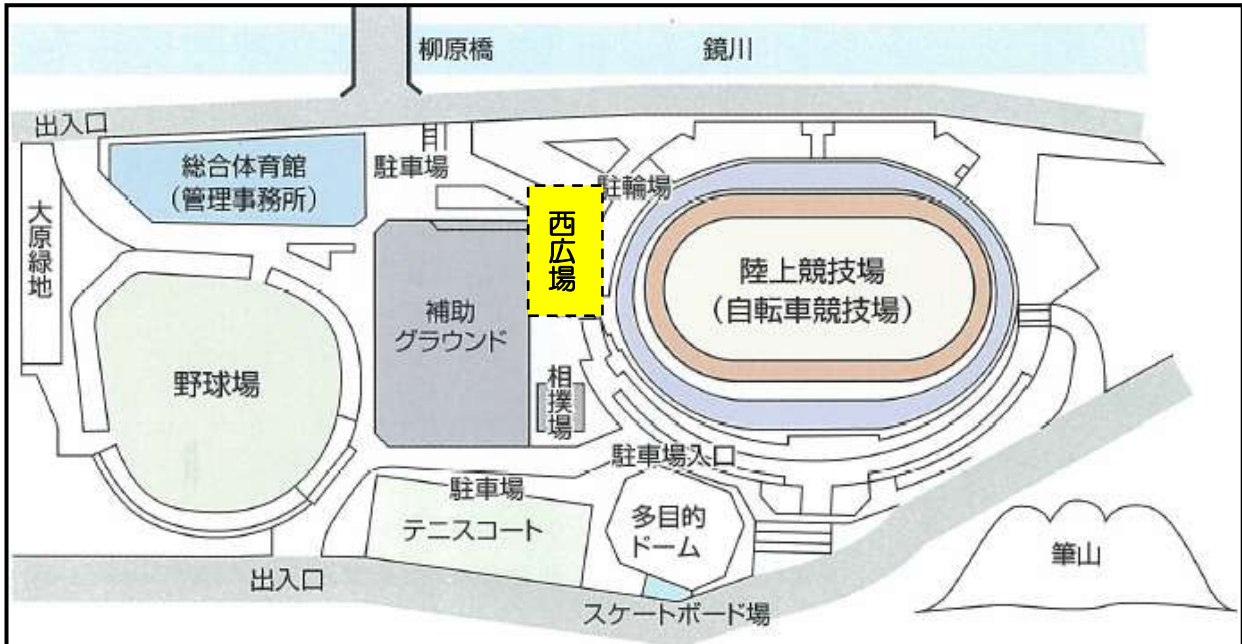 柳原橋
鏡川
出入口
総合体育館
(管理事務所)
駐車場
駐輪場
西広場
大原緑地
陸上競技場
(自転車競技場)
補助
グラウンド
野球場
相撲場
駐車場入口
駐車場
テニスコート
多目的
ドーム
筆山
出入口
スケートボード場